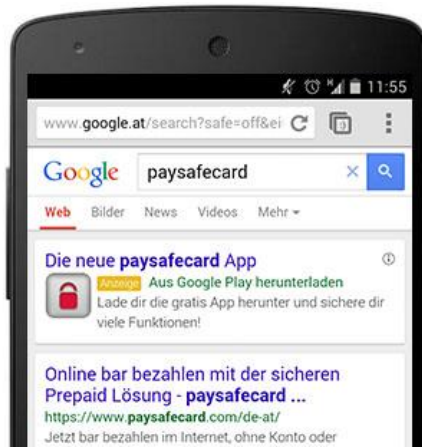 11:55
www.google.at/search?safe=off&ei
Google paysafecard
Web Bilder News Videos Mehr
Die neue paysafecard App
Anzeige Aus Google Play herunterladen
Lade dir die gratis App herunter und sichere dir
viele Funktionen!
Online bar bezahlen mit der sicheren
Prepaid Lösung - paysafecard ...
https://www.paysafecard.com/de-at/
Jetzt bar bezahlen im Internet, ohne Konto oder